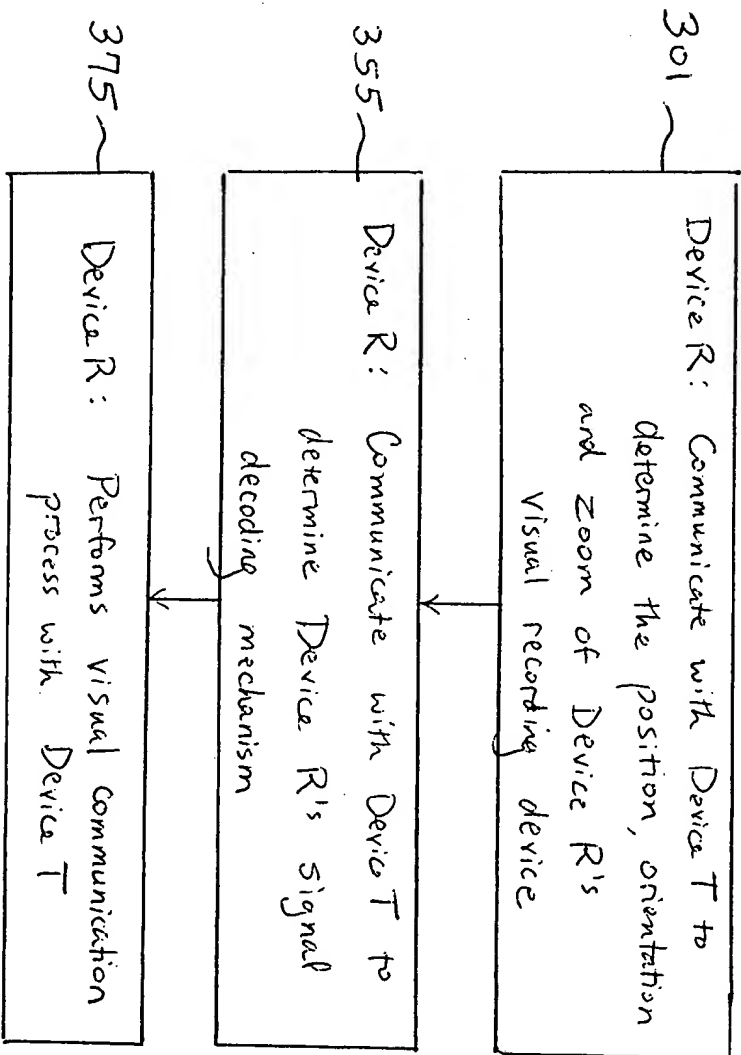 301
Device R: Communicate with Device T to
determine the position, orientation
and zoom of Device R's
visual recording device
355
Device R: Communicate with Device T to
determine Device R's signal
decoding mechanism
375
Device R: Performs visual communication
process with Device T